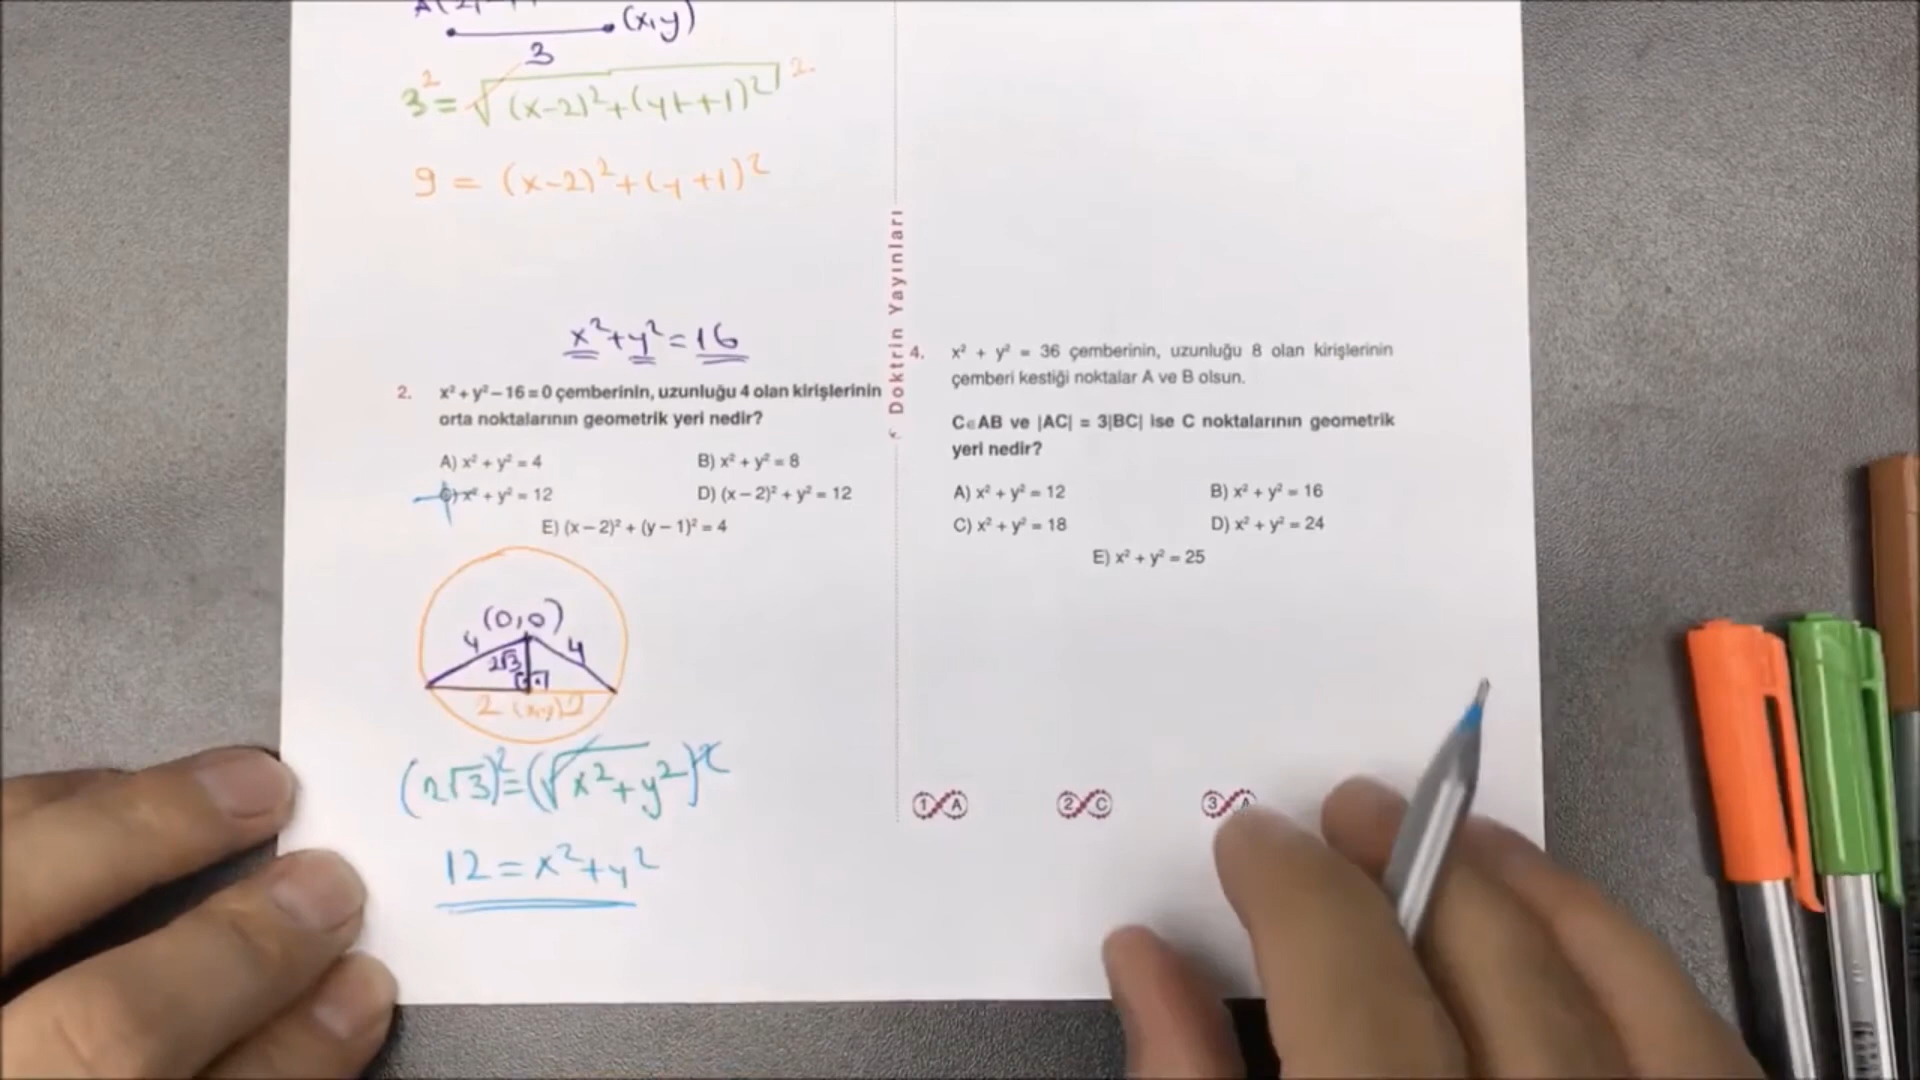 (x,y)
3
3² = √(x-2)²+(y++1)² ²
9 = (x-2)²+(y+1)²
x²+y²=16
2. x² + y² – 16 = 0 çemberinin, uzunluğu 4 olan kirişlerinin
orta noktalarının geometrik yeri nedir?
A) x² + y² = 4 B) x² + y² = 8
C) x² + y² = 12 D) (x – 2)² + y² = 12
E) (x – 2)² + (y – 1)² = 4
(0,0)
4 4
2√3
2 (x,y) 2
(2√3)²=(√x²+y²)²
12 = x²+y²
Doktrin Yayınları
4. x² + y² = 36 çemberinin, uzunluğu 8 olan kirişlerinin
çemberi kestiği noktalar A ve B olsun.
C∈AB ve |AC| = 3|BC| ise C noktalarının geometrik
yeri nedir?
A) x² + y² = 12 B) x² + y² = 16
C) x² + y² = 18 D) x² + y² = 24
E) x² + y² = 25
1 A 2 C 3 A